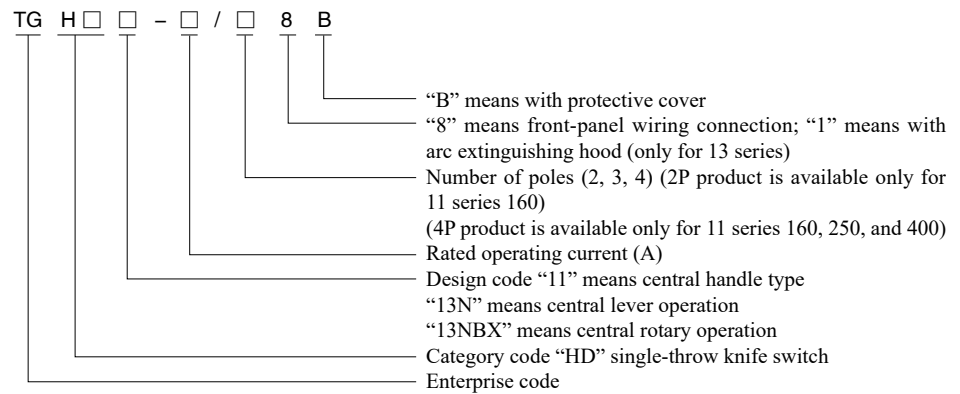 TG H□ □ – □ / □ 8 B
“B” means with protective cover
“8” means front-panel wiring connection; “1” means with
arc extinguishing hood (only for 13 series)
Number of poles (2, 3, 4) (2P product is available only for
11 series 160)
(4P product is available only for 11 series 160, 250, and 400)
Rated operating current (A)
Design code “11” means central handle type
“13N” means central lever operation
“13NBX” means central rotary operation
Category code “HD” single-throw knife switch
Enterprise code